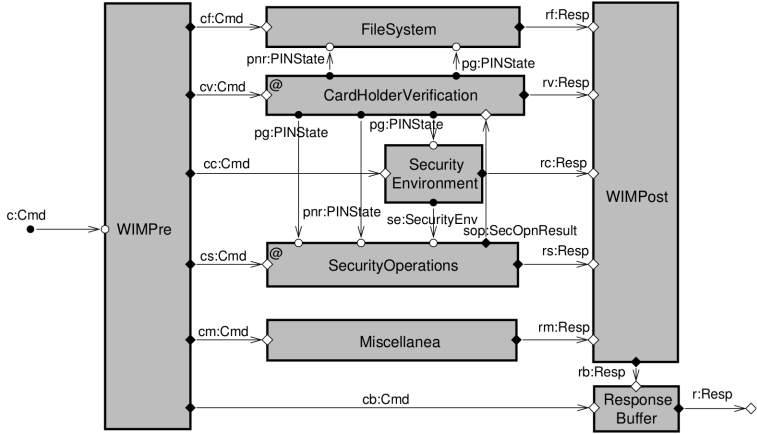 cf:Cmd
FileSystem
rf:Resp
pnr:PINState
pg:PINState
cv:Cmd
@
CardHolderVerification
rv:Resp
pg:PINState
pg:PINState
cc:Cmd
Security
Environment
rc:Resp
c:Cmd
WIMPre
WIMPost
pnr:PINState
se:SecurityEnv
sop:SecOpnResult
cs:Cmd
@
SecurityOperations
rs:Resp
cm:Cmd
Miscellanea
rm:Resp
rb:Resp
cb:Cmd
Response
Buffer
r:Resp